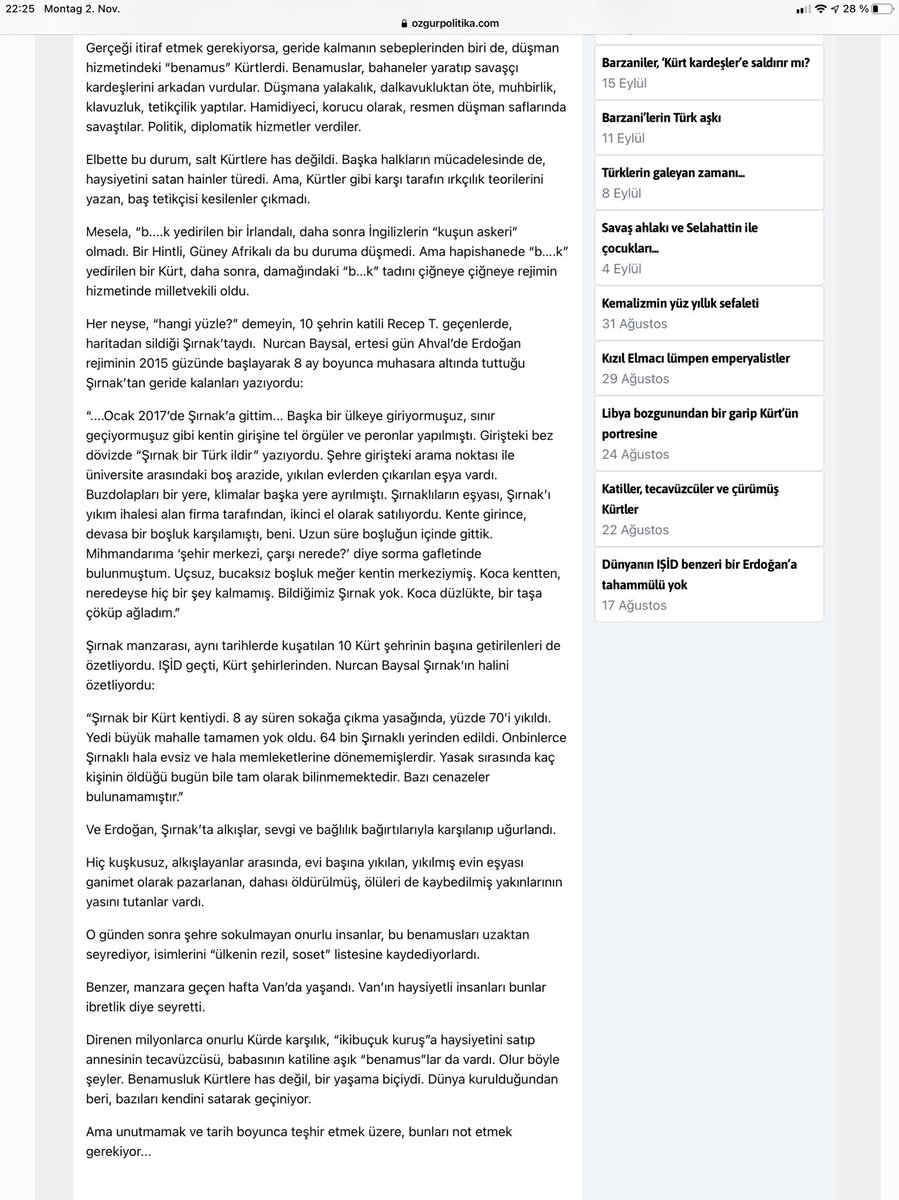 22:25 Montag 2. Nov.
28 %
ozgurpolitika.com
Gerçeği itiraf etmek gerekiyorsa, geride kalmanın sebeplerinden biri de, düşman
hizmetindeki “benamus” Kürtlerdi. Benamuslar, bahaneler yaratıp savaşçı
kardeşlerini arkadan vurdular. Düşmana yalakalık, dalkavukluktan öte, muhbirlik,
klavuzluk, tetikçilik yaptılar. Hamidiyeci, korucu olarak, resmen düşman saflarında
savaştılar. Politik, diplomatik hizmetler verdiler.
Elbette bu durum, salt Kürtlere has değildi. Başka halkların mücadelesinde de,
haysiyetini satan hainler türedi. Ama, Kürtler gibi karşı tarafın ırkçılık teorilerini
yazan, baş tetikçisi kesilenler çıkmadı.
Mesela, “b....k yedirilen bir İrlandalı, daha sonra İngilizlerin “kuşun askeri”
olmadı. Bir Hintli, Güney Afrikalı da bu duruma düşmedi. Ama hapishanede “b....k”
yedirilen bir Kürt, daha sonra, damağındaki “b...k” tadını çiğneye çiğneye rejimin
hizmetinde milletvekili oldu.
Her neyse, “hangi yüzle?” demeyin, 10 şehrin katili Recep T. geçenlerde,
haritadan sildiği Şırnak’taydı. Nurcan Baysal, ertesi gün Ahval’de Erdoğan
rejiminin 2015 güzünde başlayarak 8 ay boyunca muhasara altında tuttuğu
Şırnak’tan geride kalanları yazıyordu:
“....Ocak 2017’de Şırnak’a gittim... Başka bir ülkeye giriyormuşuz, sınır
geçiyormuşuz gibi kentin girişine tel örgüler ve peronlar yapılmıştı. Girişteki bez
dövizde “Şırnak bir Türk ildir” yazıyordu. Şehre girişteki arama noktası ile
üniversite arasındaki boş arazide, yıkılan evlerden çıkarılan eşya vardı.
Buzdolapları bir yere, klimalar başka yere ayrılmıştı. Şırnaklıların eşyası, Şırnak’ı
yıkım ihalesi alan firma tarafından, ikinci el olarak satılıyordu. Kente girince,
devasa bir boşluk karşılamıştı, beni. Uzun süre boşluğun içinde gittik.
Mihmandarıma ‘şehir merkezi, çarşı nerede?’ diye sorma gafletinde
bulunmuştum. Uçsuz, bucaksız boşluk meğer kentin merkeziymiş. Koca kentten,
neredeyse hiç bir şey kalmamış. Bildiğimiz Şırnak yok. Koca düzlükte, bir taşa
çöküp ağladım.”
Şırnak manzarası, aynı tarihlerde kuşatılan 10 Kürt şehrinin başına getirilenleri de
özetliyordu. IŞİD geçti, Kürt şehirlerinden. Nurcan Baysal Şırnak’ın halini
özetliyordu:
“Şırnak bir Kürt kentiydi. 8 ay süren sokağa çıkma yasağında, yüzde 70’i yıkıldı.
Yedi büyük mahalle tamamen yok oldu. 64 bin Şırnaklı yerinden edildi. Onbinlerce
Şırnaklı hala evsiz ve hala memleketlerine dönememişlerdir. Yasak sırasında kaç
kişinin öldüğü bugün bile tam olarak bilinmemektedir. Bazı cenazeler
bulunamamıştır.”
Ve Erdoğan, Şırnak’ta alkışlar, sevgi ve bağlılık bağırtılarıyla karşılanıp uğurlandı.
Hiç kuşkusuz, alkışlayanlar arasında, evi başına yıkılan, yıkılmış evin eşyası
ganimet olarak pazarlanan, dahası öldürülmüş, ölüleri de kaybedilmiş yakınlarının
yasını tutanlar vardı.
O günden sonra şehre sokulmayan onurlu insanlar, bu benamusları uzaktan
seyrediyor, isimlerini “ülkenin rezil, soset” listesine kaydediyorlardı.
Benzer, manzara geçen hafta Van’da yaşandı. Van’ın haysiyetli insanları bunlar
ibretlik diye seyretti.
Direnen milyonlarca onurlu Kürde karşılık, “ikibuçuk kuruş”a haysiyetini satıp
annesinin tecavüzcüsü, babasının katiline aşık “benamus”lar da vardı. Olur böyle
şeyler. Benamusluk Kürtlere has değil, bir yaşama biçiydi. Dünya kurulduğundan
beri, bazıları kendini satarak geçiniyor.
Ama unutmamak ve tarih boyunca teşhir etmek üzere, bunları not etmek
gerekiyor...
Barzaniler, ‘Kürt kardeşler’e saldırır mı?
15 Eylül
Barzani’lerin Türk aşkı
11 Eylül
Türklerin galeyan zamanı...
8 Eylül
Savaş ahlakı ve Selahattin ile
çocukları...
4 Eylül
Kemalizmin yüz yıllık sefaleti
31 Ağustos
Kızıl Elmacı lümpen emperyalistler
29 Ağustos
Libya bozgunundan bir garip Kürt’ün
portresine
24 Ağustos
Katiller, tecavüzcüler ve çürümüş
Kürtler
22 Ağustos
Dünyanın IŞİD benzeri bir Erdoğan’a
tahammülü yok
17 Ağustos